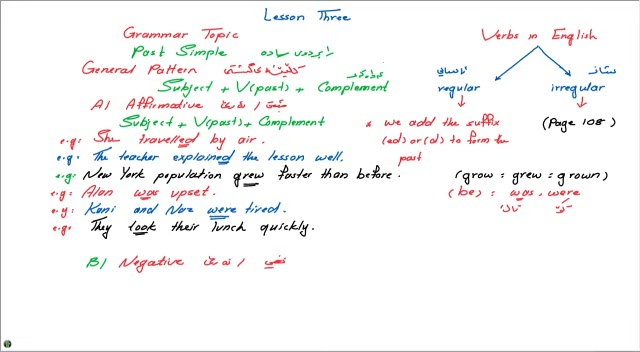 Lesson Three
Grammar Topic
Past Simple ڕابردووی سادە
General Pattern
Subject + V(past) + Complement
A) Affirmative
Subject + V(past) + Complement
e.g: She travelled by air.
e.g: The teacher explained the lesson well.
e.g: New York population grew faster than before.
e.g: Alan was upset.
e.g: Kani and Naz were tired.
e.g: They took their lunch quickly.
B) Negative
Verbs in English
regular irregular
(Page 108)
* we add the suffix
(ed) or (d) to form the
past
(grow : grew : grown)
(be) : was, were